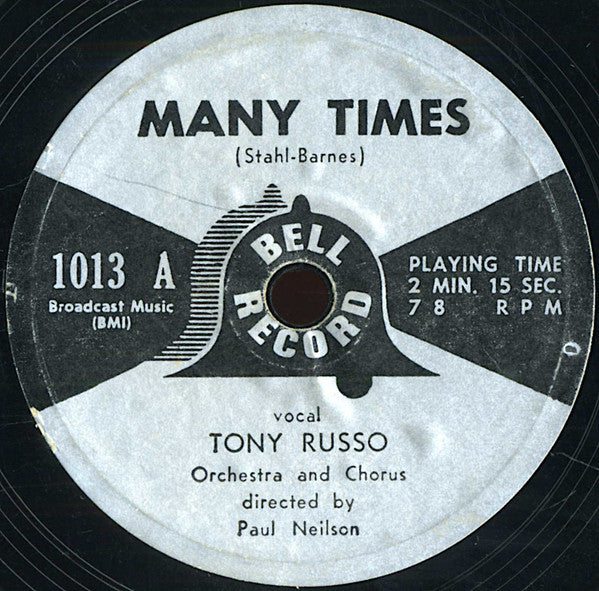 MANY TIMES
(Stahl-Barnes)
BELL
RECORD
1013 A
Broadcast Music
(BMI)
PLAYING TIME
2 MIN. 15 SEC.
78 RPM
vocal
TONY RUSSO
Orchestra and Chorus
directed by
Paul Neilson